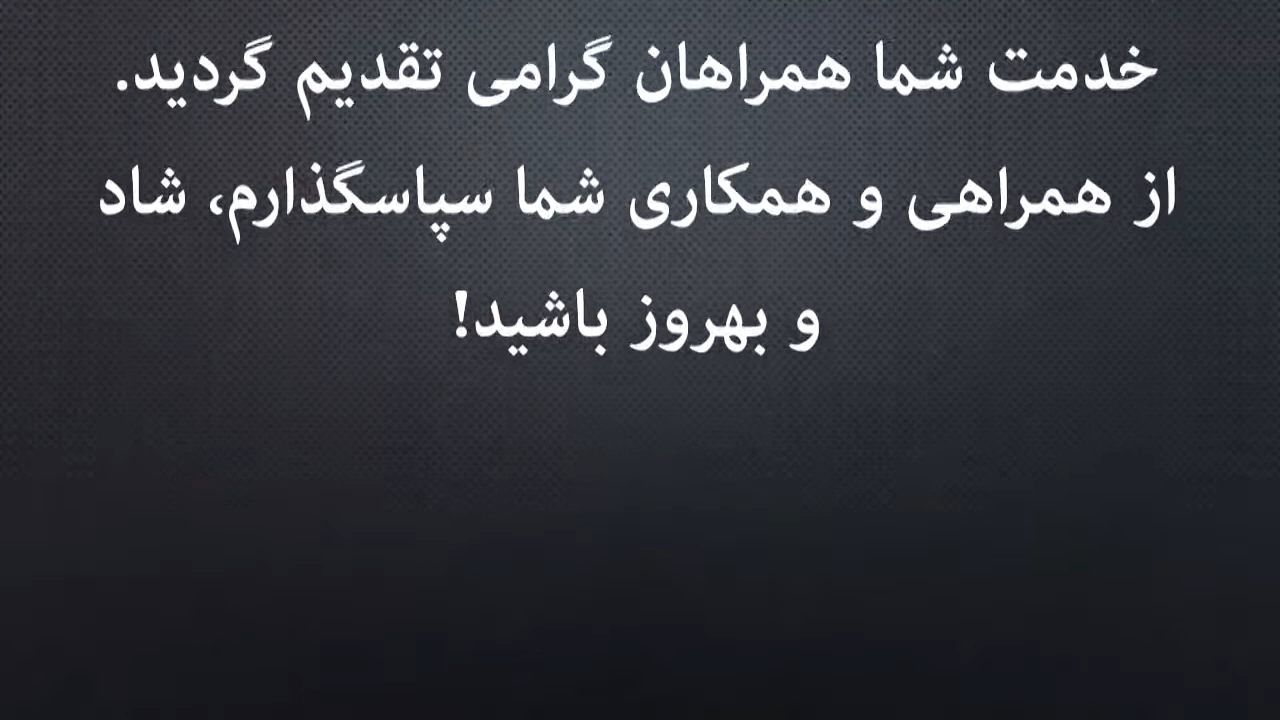 خدمت شما همراهان گرامی تقدیم گردید.
از همراهی و همکاری شما سپاسگذارم، شاد
و بهروز باشید!